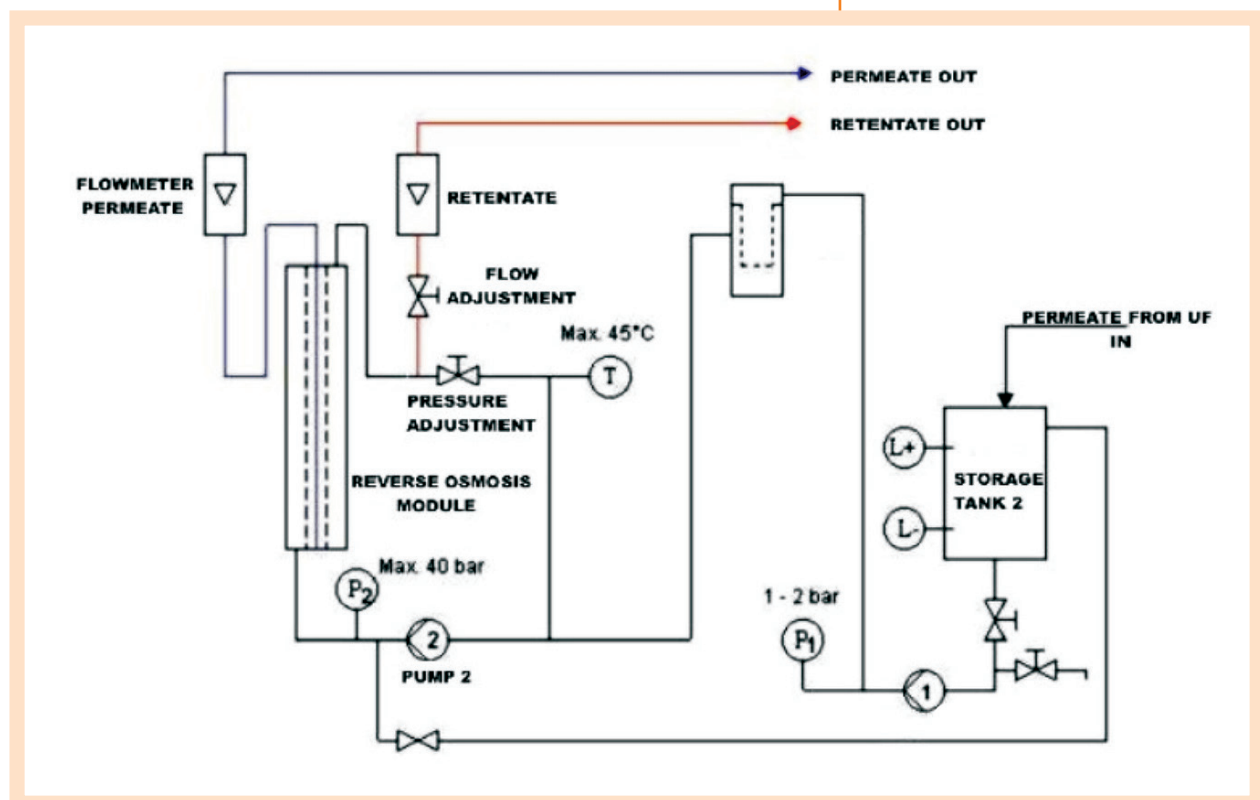 PERMEATE OUT
RETENTATE OUT
FLOWMETER
PERMEATE
RETENTATE
FLOW
ADJUSTMENT
Max. 45°C
T
PRESSURE
ADJUSTMENT
PERMEATE FROM UF
IN
L+
STORAGE
TANK 2
L-
REVERSE OSMOSIS
MODULE
Max. 40 bar
P2
1 - 2 bar
P1
2
PUMP 2
1